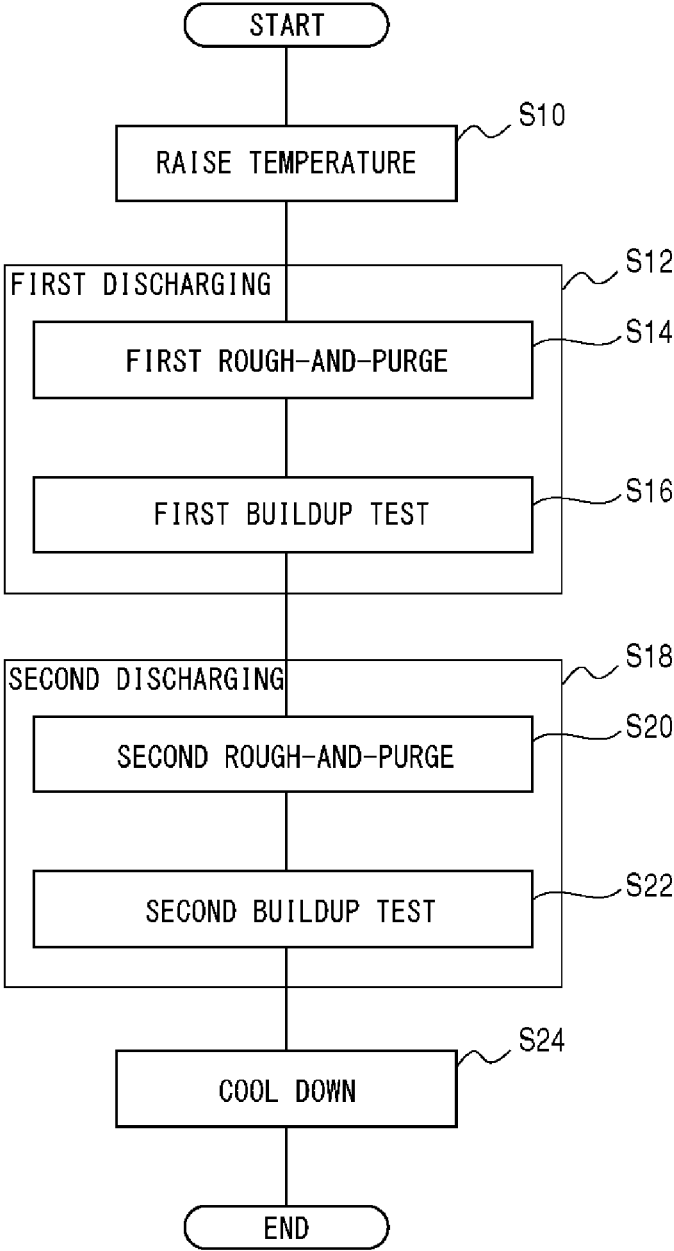 START
S10
RAISE TEMPERATURE
S12
FIRST DISCHARGING
S14
FIRST ROUGH-AND-PURGE
S16
FIRST BUILDUP TEST
S18
SECOND DISCHARGING
S20
SECOND ROUGH-AND-PURGE
S22
SECOND BUILDUP TEST
S24
COOL DOWN
END